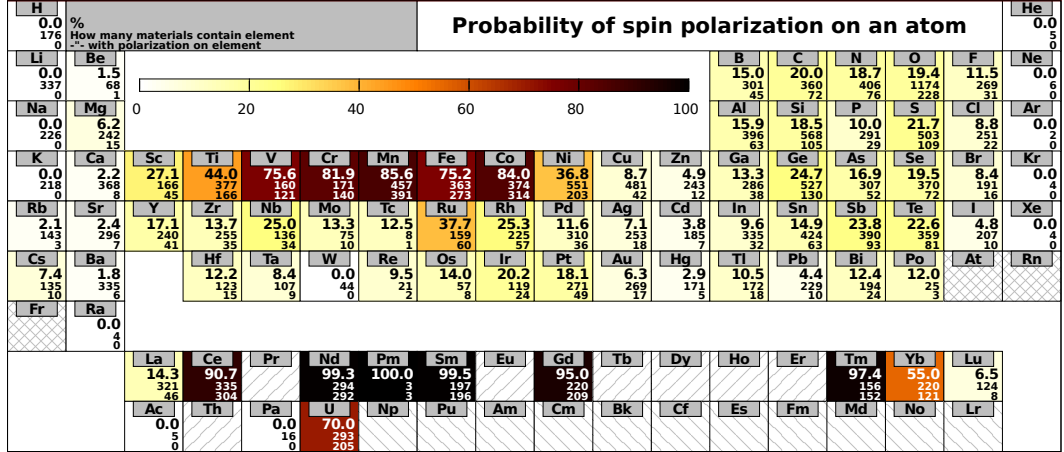 H
0.0
176
0
%
How many materials contain element
-"- with polarization on element
Probability of spin polarization on an atom
He
0.0
5
0
Li
0.0
337
0
Be
1.5
68
1
0 20 40 60 80 100
B
15.0
301
45
C
20.0
360
72
N
18.7
406
76
O
19.4
1174
228
F
11.5
269
31
Ne
0.0
6
0
Na
0.0
226
0
Mg
6.2
242
15
Al
15.9
396
63
Si
18.5
568
105
P
10.0
291
29
S
21.7
503
109
Cl
8.8
251
22
Ar
0.0
0
K
0.0
218
0
Ca
2.2
368
8
Sc
27.1
166
45
Ti
44.0
377
166
V
75.6
160
121
Cr
81.9
171
140
Mn
85.6
457
391
Fe
75.2
363
273
Co
84.0
374
314
Ni
36.8
551
203
Cu
8.7
481
42
Zn
4.9
243
12
Ga
13.3
286
38
Ge
24.7
527
130
As
16.9
307
52
Se
19.5
370
72
Br
8.4
191
16
Kr
0.0
0
Rb
2.1
143
3
Sr
2.4
296
7
Y
17.1
240
41
Zr
13.7
255
35
Nb
25.0
136
34
Mo
13.3
75
10
Tc
12.5
8
1
Ru
37.7
159
60
Rh
25.3
225
57
Pd
11.6
310
36
Ag
7.1
253
18
Cd
3.8
185
7
In
9.6
335
32
Sn
14.9
424
63
Sb
23.8
390
93
Te
22.6
359
81
I
4.8
207
10
Xe
0.0
4
0
Cs
7.4
135
10
Ba
1.8
335
6
Hf
12.2
123
15
Ta
8.4
107
9
W
0.0
44
0
Re
9.5
21
2
Os
14.0
57
8
Ir
20.2
119
24
Pt
18.1
271
49
Au
6.3
269
17
Hg
2.9
171
5
Tl
10.5
172
18
Pb
4.4
229
10
Bi
12.4
194
24
Po
12.0
25
3
At
Rn
Fr
Ra
0.0
4
0
La
14.3
321
46
Ce
90.7
335
304
Pr
Nd
99.3
294
292
Pm
100.0
3
3
Sm
99.5
197
196
Eu
Gd
95.0
220
209
Tb
Dy
Ho
Er
Tm
97.4
156
152
Yb
55.0
220
121
Lu
6.5
124
8
Ac
0.0
5
0
Th
Pa
0.0
16
0
U
70.0
293
205
Np
Pu
Am
Cm
Bk
Cf
Es
Fm
Md
No
Lr